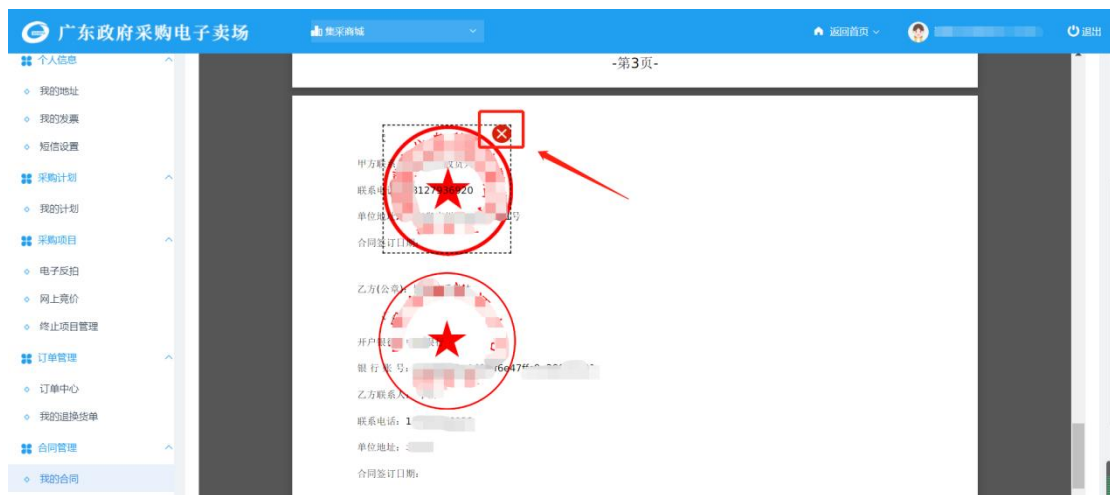 广东政府采购电子卖场
集采商城
返回首页
退出
个人信息
我的地址
我的发票
短信设置
采购计划
我的计划
采购项目
电子反拍
网上竞价
终止项目管理
订单管理
订单中心
我的退换货单
合同管理
我的合同
-第3页-
甲方联
联系电
单位地
号
合同签订日期:
乙方(公章):
开户银
银行账号:
乙方联系人:
联系电话: 1
单位地址:
合同签订日期: